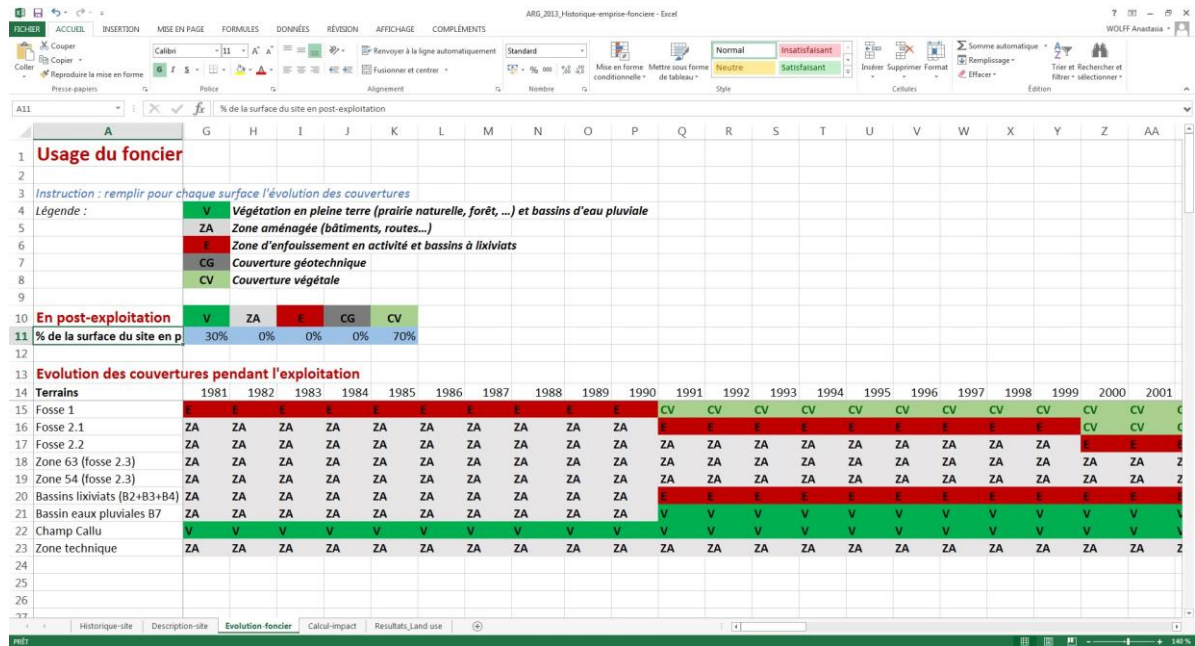 ARG_2013_Historique-emprise-fonciere - Excel
FICHIER ACCUEIL INSERTION MISE EN PAGE FORMULES DONNÉES RÉVISION AFFICHAGE COMPLÉMENTS WOLFF Anastasia
Coller
Couper
Copier
Reproduire la mise en forme
Presse-papiers
Calibri 11
G I S
Police
Renvoyer à la ligne automatiquement
Fusionner et centrer
Alignement
Standard
% 000
Nombre
Mise en forme conditionnelle
Mettre sous forme de tableau
Normal Insatisfaisant
Neutre Satisfaisant
Style
Insérer Supprimer Format
Cellules
Somme automatique
Remplissage
Effacer
Trier et filtrer
Rechercher et sélectionner
Édition
A11 fx % de la surface du site en post-exploitation
A G H I J K L M N O P Q R S T U V W X Y Z AA
1 Usage du foncier
2
3 Instruction : remplir pour chaque surface l'évolution des couvertures
4 Légende : V Végétation en pleine terre (prairie naturelle, forêt, ...) et bassins d'eau pluviale
5 ZA Zone aménagée (bâtiments, routes...)
6 E Zone d'enfouissement en activité et bassins à lixiviats
7 CG Couverture géotechnique
8 CV Couverture végétale
9
10 En post-exploitation V ZA E CG CV
11 % de la surface du site en p 30% 0% 0% 0% 70%
12
13 Evolution des couvertures pendant l'exploitation
14 Terrains 1981 1982 1983 1984 1985 1986 1987 1988 1989 1990 1991 1992 1993 1994 1995 1996 1997 1998 1999 2000 2001
15 Fosse 1 E E E E E E E E E E CV CV CV CV CV CV CV CV CV CV CV C
16 Fosse 2.1 ZA ZA ZA ZA ZA ZA ZA ZA ZA ZA E E E E E E E E E CV CV C
17 Fosse 2.2 ZA ZA ZA ZA ZA ZA ZA ZA ZA ZA ZA ZA ZA ZA ZA ZA ZA ZA ZA E E E
18 Zone 63 (fosse 2.3) ZA ZA ZA ZA ZA ZA ZA ZA ZA ZA ZA ZA ZA ZA ZA ZA ZA ZA ZA ZA ZA Z
19 Zone 54 (fosse 2.3) ZA ZA ZA ZA ZA ZA ZA ZA ZA ZA ZA ZA ZA ZA ZA ZA ZA ZA ZA ZA ZA Z
20 Bassins lixiviats (B2+B3+B4) ZA ZA ZA ZA ZA ZA ZA ZA ZA ZA E E E E E E E E E E E E
21 Bassin eaux pluviales B7 ZA ZA ZA ZA ZA ZA ZA ZA ZA ZA V V V V V V V V V V V V
22 Champ Callu V V V V V V V V V V V V V V V V V V V V V V
23 Zone technique ZA ZA ZA ZA ZA ZA ZA ZA ZA ZA ZA ZA ZA ZA ZA ZA ZA ZA ZA ZA ZA Z
24
25
26
27
Historique-site Description-site Evolution-foncier Calcul-impact Resultats_Land use
PRÊT 140 %